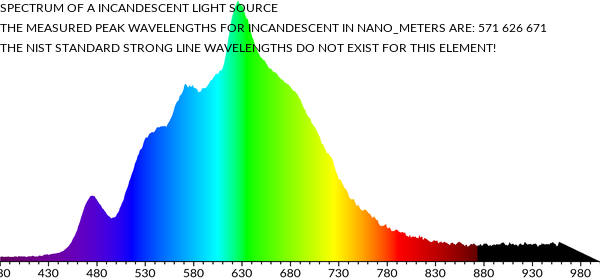 SPECTRUM OF A INCANDESCENT LIGHT SOURCE
THE MEASURED PEAK WAVELENGTHS FOR INCANDESCENT IN NANO_METERS ARE: 571 626 671
THE NIST STANDARD STRONG LINE WAVELENGTHS DO NOT EXIST FOR THIS ELEMENT!
80 430 480 530 580 630 680 730 780 830 880 930 980